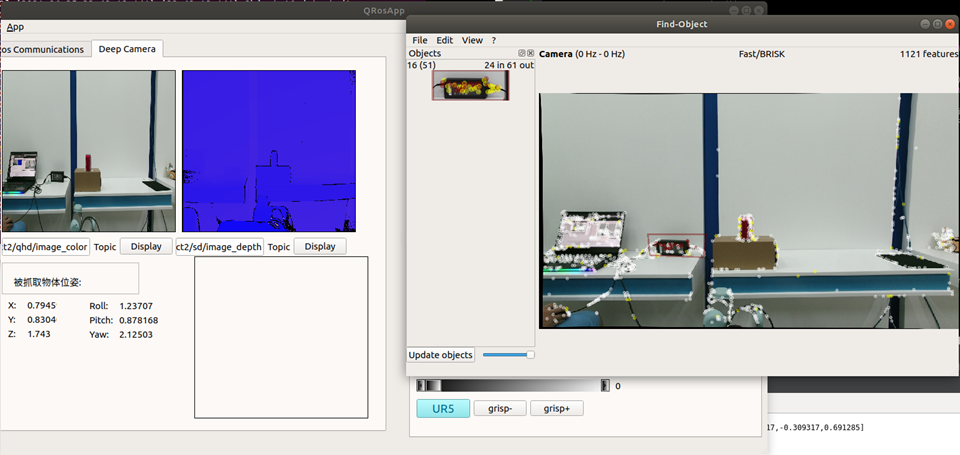 QRosApp
App
os Communications
Deep Camera
t2/qhd/image_color
Topic
Display
ct2/sd/image_depth
Topic
Display
被抓取物体位姿:
X: 0.7945 Roll: 1.23707
Y: 0.8304 Pitch: 0.878168
Z: 1.743 Yaw: 2.12503
Find-Object
File Edit View ?
Objects
16 (51) 24 in 61 out
Camera (0 Hz - 0 Hz) Fast/BRISK 1121 features
Update objects
0
UR5 grisp- grisp+
17,-0.309317,0.691285]